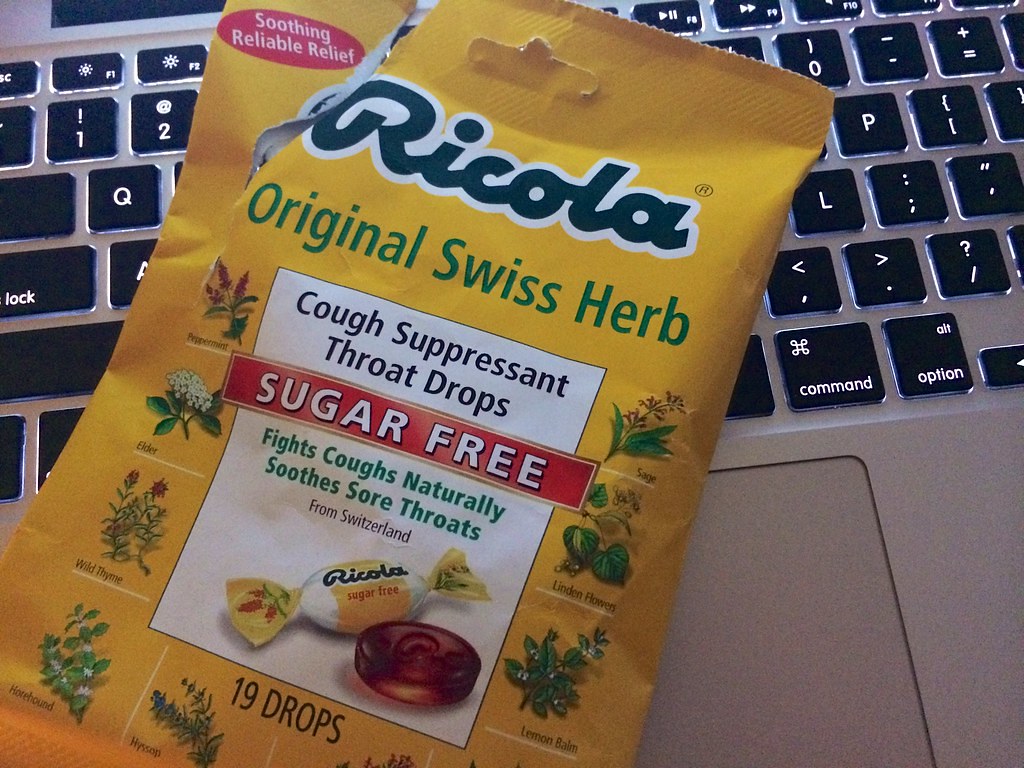 Soothing
Reliable Relief
Ricola®
Original Swiss Herb
Cough Suppressant
Throat Drops
SUGAR FREE
Fights Coughs Naturally
Soothes Sore Throats
From Switzerland
Ricola
sugar free
19 DROPS
Peppermint
Elder
Wild Thyme
Horehound
Hyssop
Sage
Linden Flowers
Lemon Balm
F1
F2
F8
F9
F10
!
1
@
2
)
0
_
-
+
=
Q
P
{
[
}
A
L
:
;
"
'
lock
<
,
>
.
?
/
⌘
command
alt
option